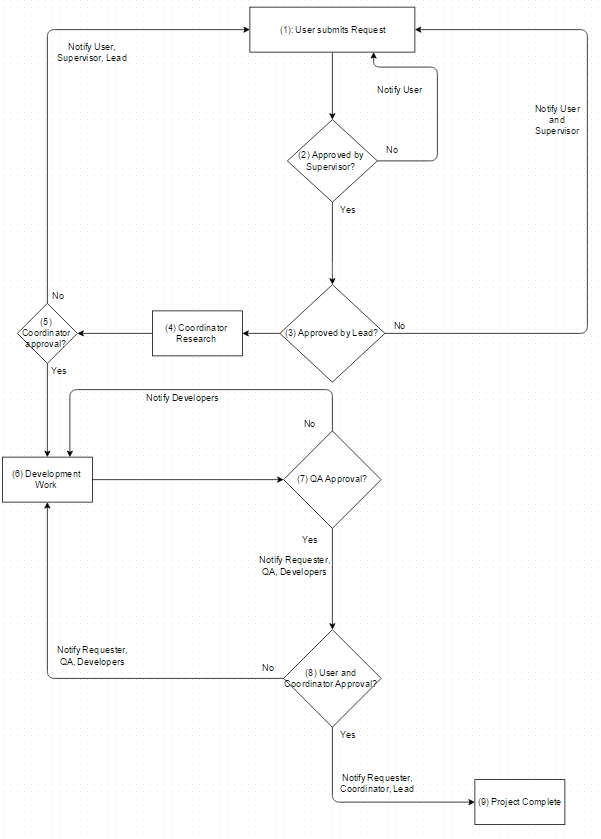 (1): User submits Request
Notify User,
Supervisor, Lead
Notify User
Notify User
and
Supervisor
(2) Approved by
Supervisor?
No
Yes
No
(5)
Coordinator
approval?
(4) Coordinator
Research
(3) Approved by Lead?
No
Yes
Notify Developers
No
(6) Development
Work
(7) QA Approval?
Yes
Notify Requester,
QA, Developers
Notify Requester,
QA, Developers
No
(8) User and
Coordinator Approval?
Yes
Notify Requester,
Coordinator, Lead
(9) Project Complete